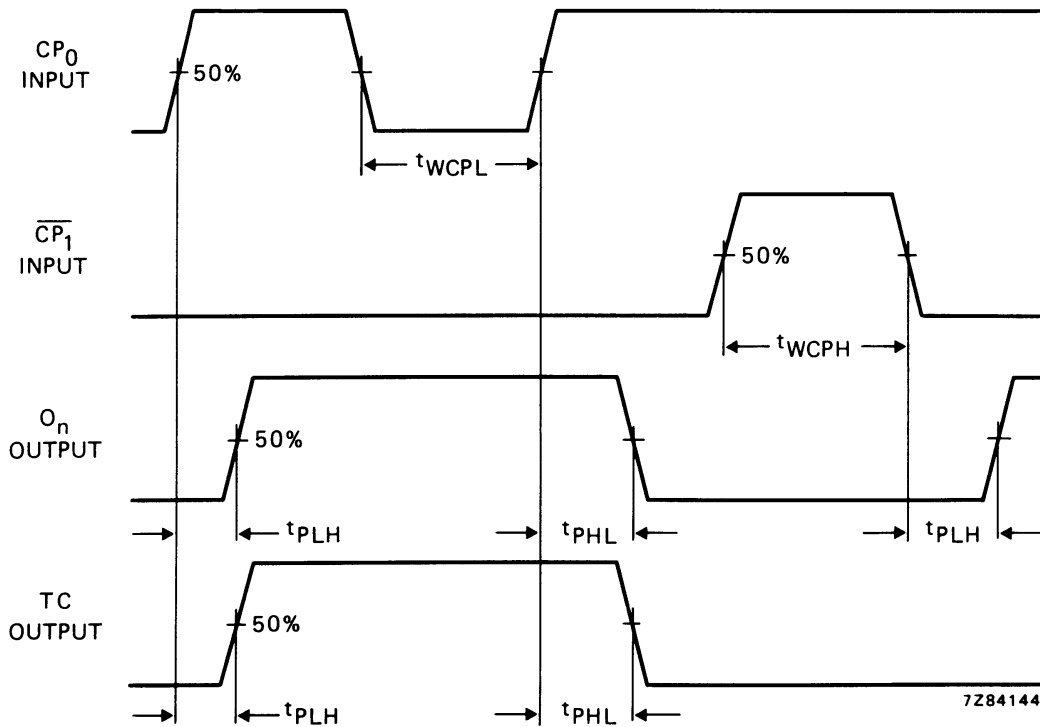 CP0
INPUT
50%
tWCPL
CP1
INPUT
50%
tWCPH
On
OUTPUT
50%
tPLH
tPHL
tPLH
TC
OUTPUT
50%
tPLH
tPHL
7Z84144